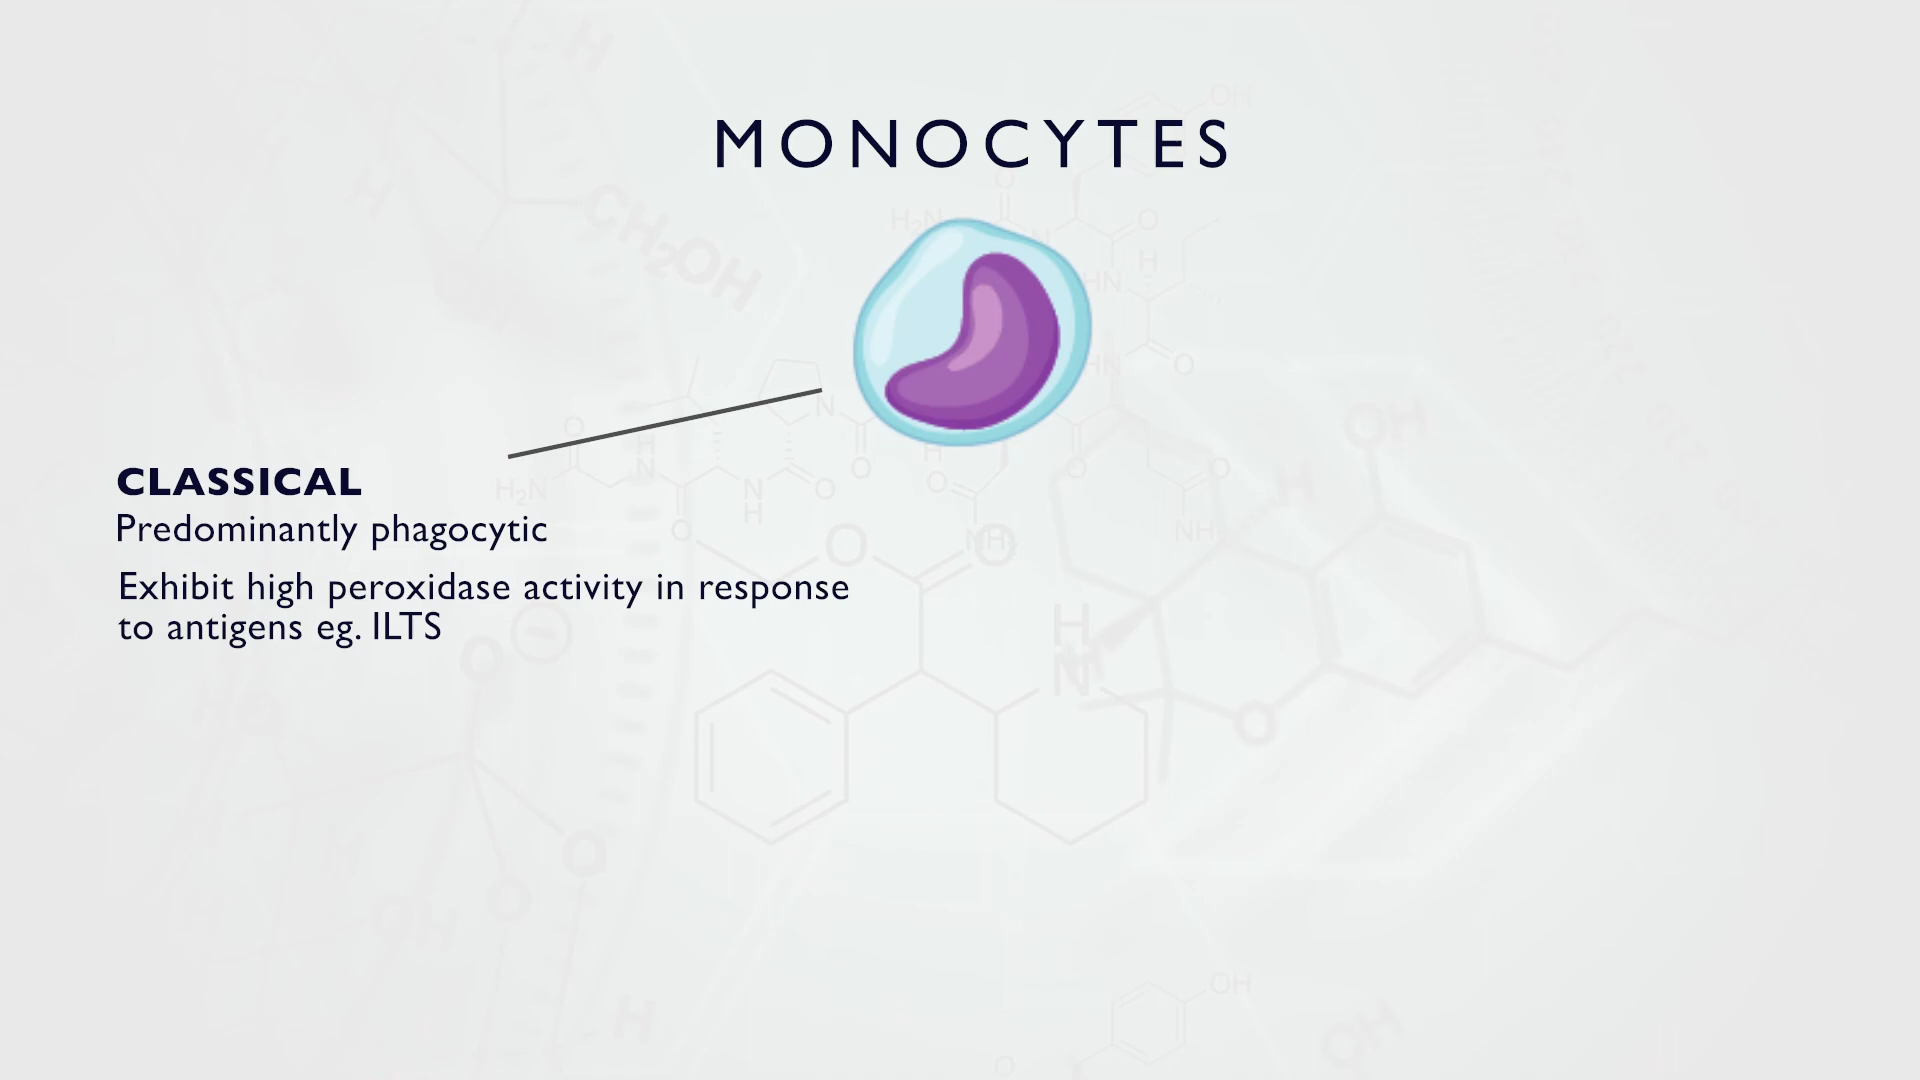 MONOCYTES
CLASSICAL
Predominantly phagocytic
Exhibit high peroxidase activity in response
to antigens eg. ILTS